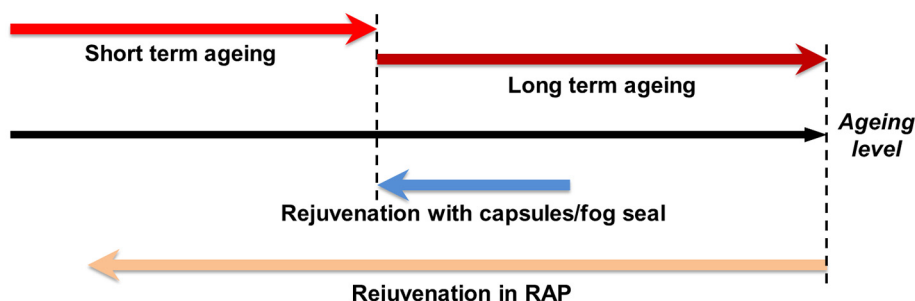 Short term ageing
Long term ageing
Ageing
level
Rejuvenation with capsules/fog seal
Rejuvenation in RAP